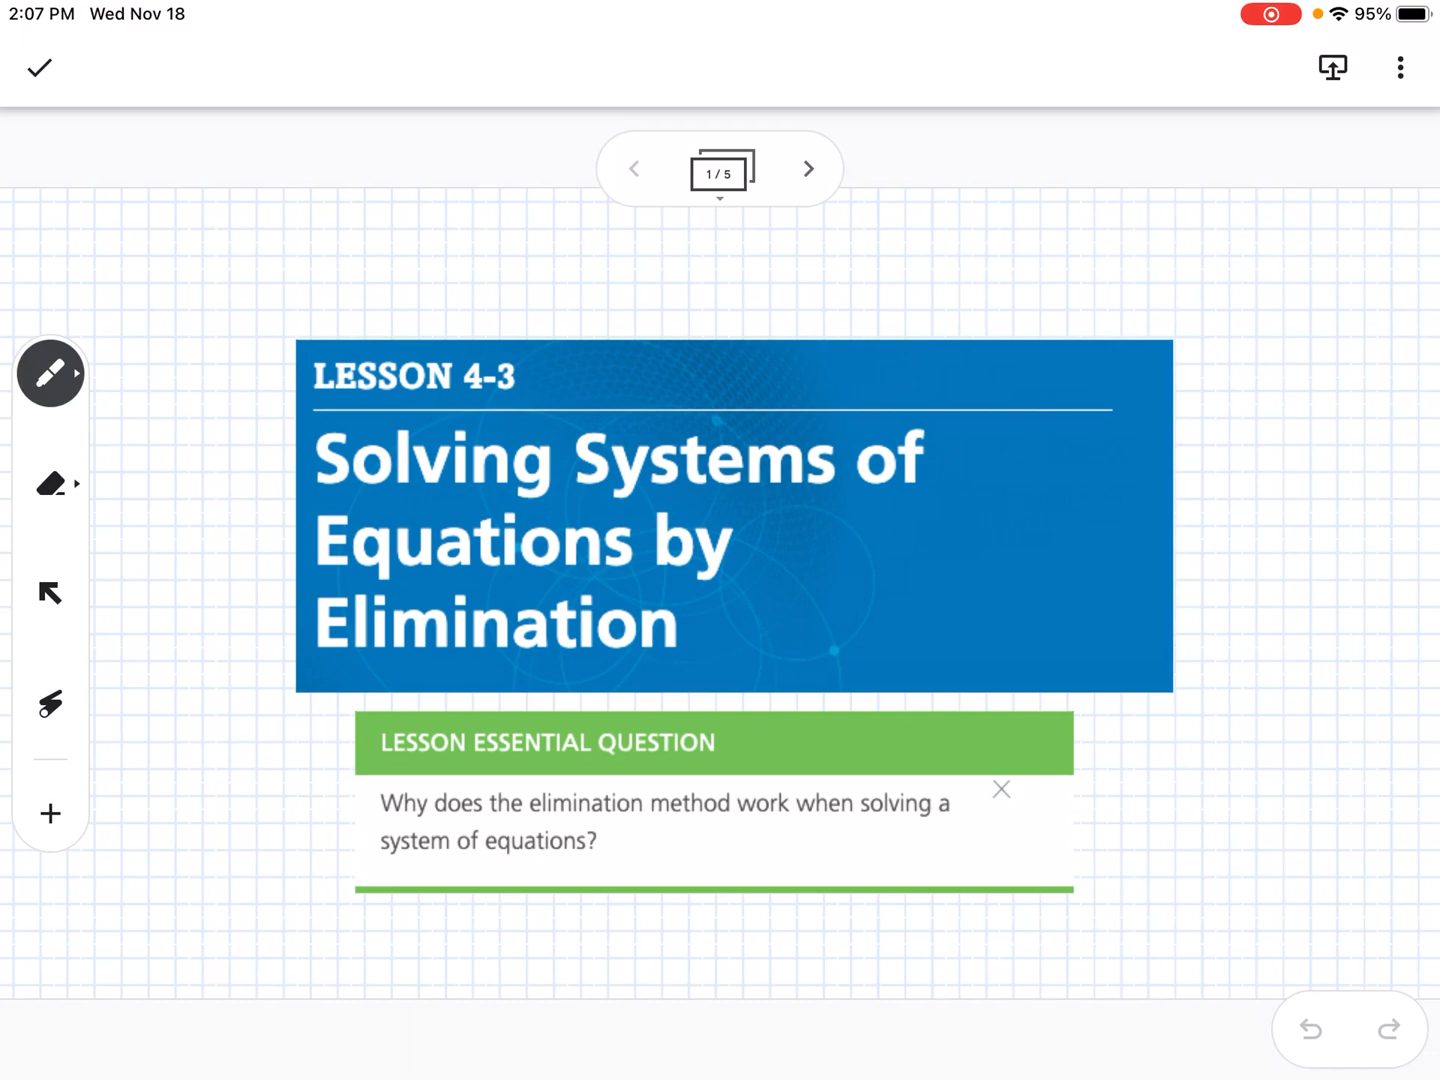 2:07 PM Wed Nov 18
95%
1 / 5
LESSON 4-3
Solving Systems of
Equations by
Elimination
LESSON ESSENTIAL QUESTION
Why does the elimination method work when solving a
system of equations?